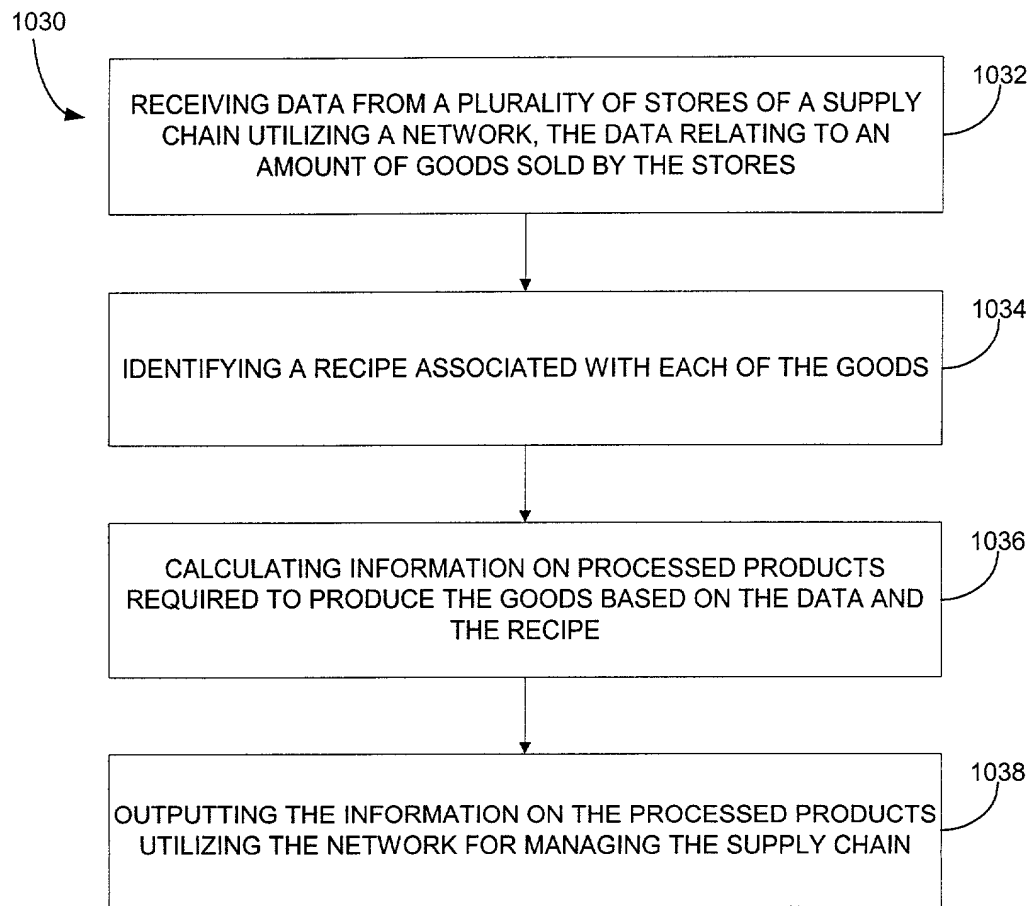 1030
1032
RECEIVING DATA FROM A PLURALITY OF STORES OF A SUPPLY
CHAIN UTILIZING A NETWORK, THE DATA RELATING TO AN
AMOUNT OF GOODS SOLD BY THE STORES
1034
IDENTIFYING A RECIPE ASSOCIATED WITH EACH OF THE GOODS
1036
CALCULATING INFORMATION ON PROCESSED PRODUCTS
REQUIRED TO PRODUCE THE GOODS BASED ON THE DATA AND
THE RECIPE
1038
OUTPUTTING THE INFORMATION ON THE PROCESSED PRODUCTS
UTILIZING THE NETWORK FOR MANAGING THE SUPPLY CHAIN